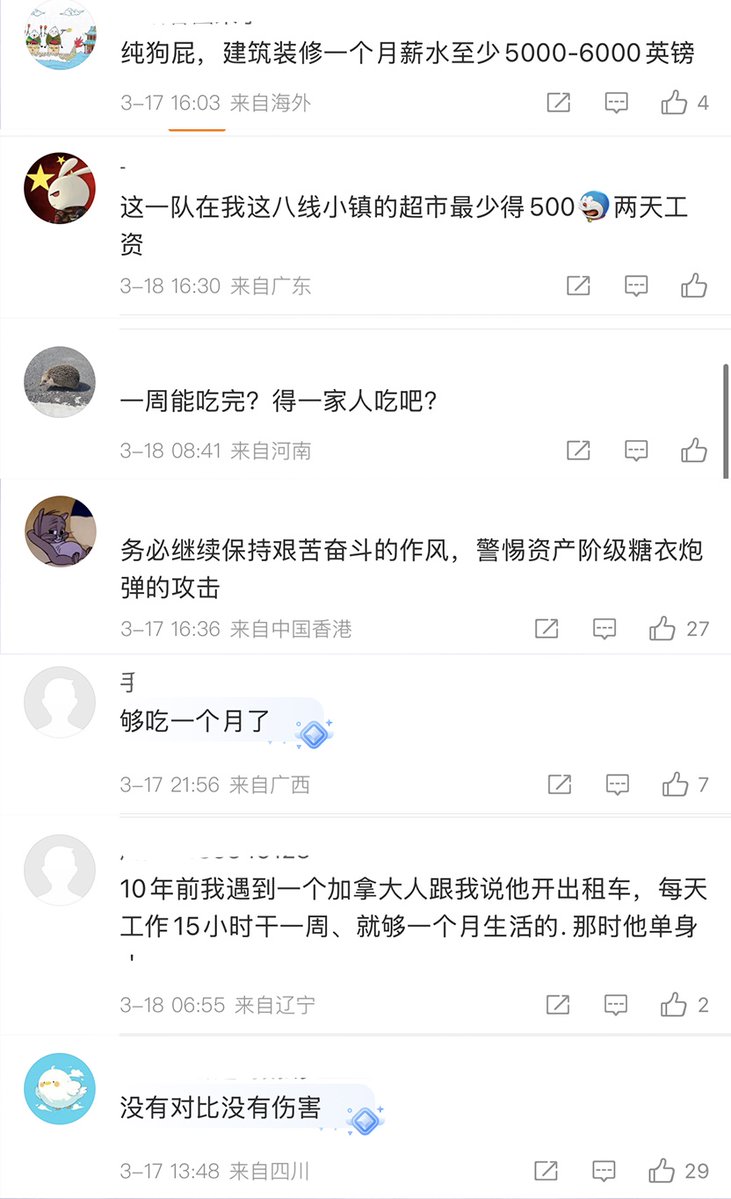 纯狗屁，建筑装修一个月薪水至少5000-6000英镑
3-17 16:03 来自海外
4
-
这一队在我这八线小镇的超市最少得500两天工
资
3-18 16:30 来自广东
一周能吃完？得一家人吃吧？
3-18 08:41 来自河南
务必继续保持艰苦奋斗的作风，警惕资产阶级糖衣炮
弹的攻击
3-17 16:36 来自中国香港
27
够吃一个月了
3-17 21:56 来自广西
7
10年前我遇到一个加拿大人跟我说他开出租车，每天
工作15小时干一周、就够一个月生活的.那时他单身
3-18 06:55 来自辽宁
2
没有对比没有伤害
3-17 13:48 来自四川
29